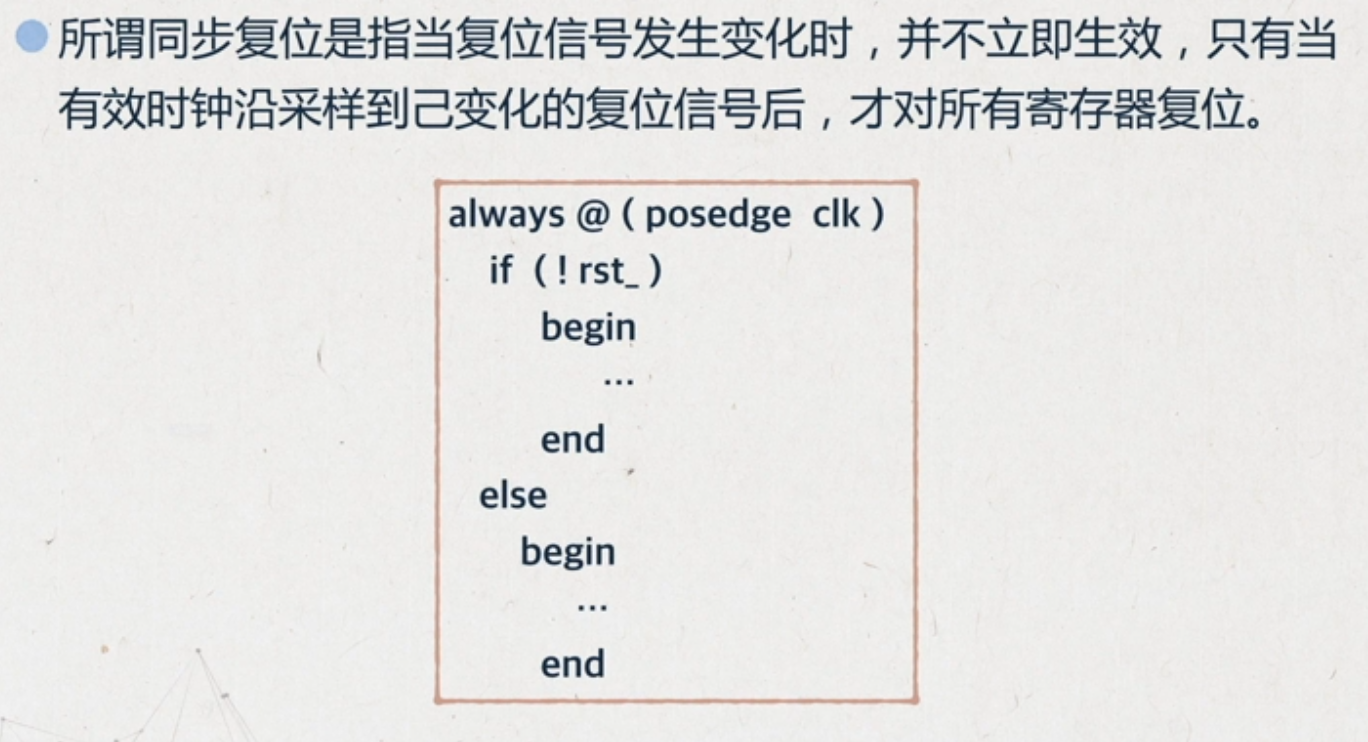 所谓同步复位是指当复位信号发生变化时，并不立即生效，只有当
有效时钟沿采样到己变化的复位信号后，才对所有寄存器复位。
always @ ( posedge clk )
if ( ! rst_ )
begin
...
end
else
begin
...
end